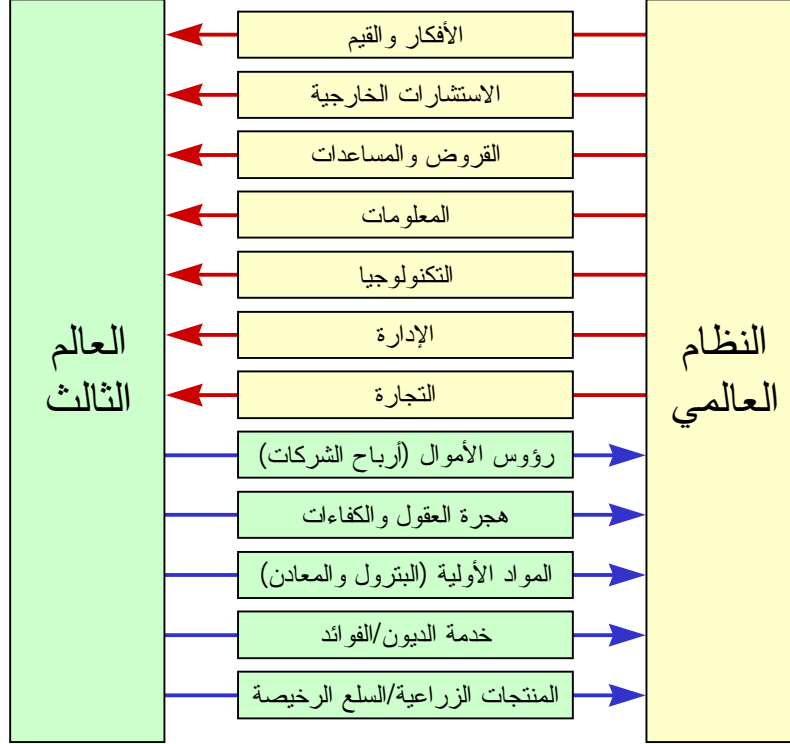 النظام
العالمي
الأفكار والقيم
الاستشارات الخارجية
القروض والمساعدات
المعلومات
التكنولوجيا
الإدارة
التجارة
رؤوس الأموال (أرباح الشركات)
هجرة العقول والكفاءات
المواد الأولية (البترول والمعادن)
خدمة الديون/الفوائد
المنتجات الزراعية/السلع الرخيصة
العالم
الثالث